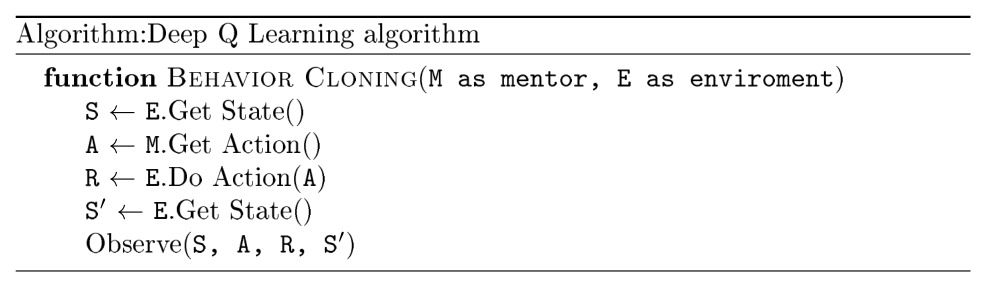 Algorithm:Deep Q Learning algorithm
function BEHAVIOR CLONING(M as mentor, E as enviroment)
S ← E.Get State()
A ← M.Get Action()
R ← E.Do Action(A)
S′ ← E.Get State()
Observe(S, A, R, S′)